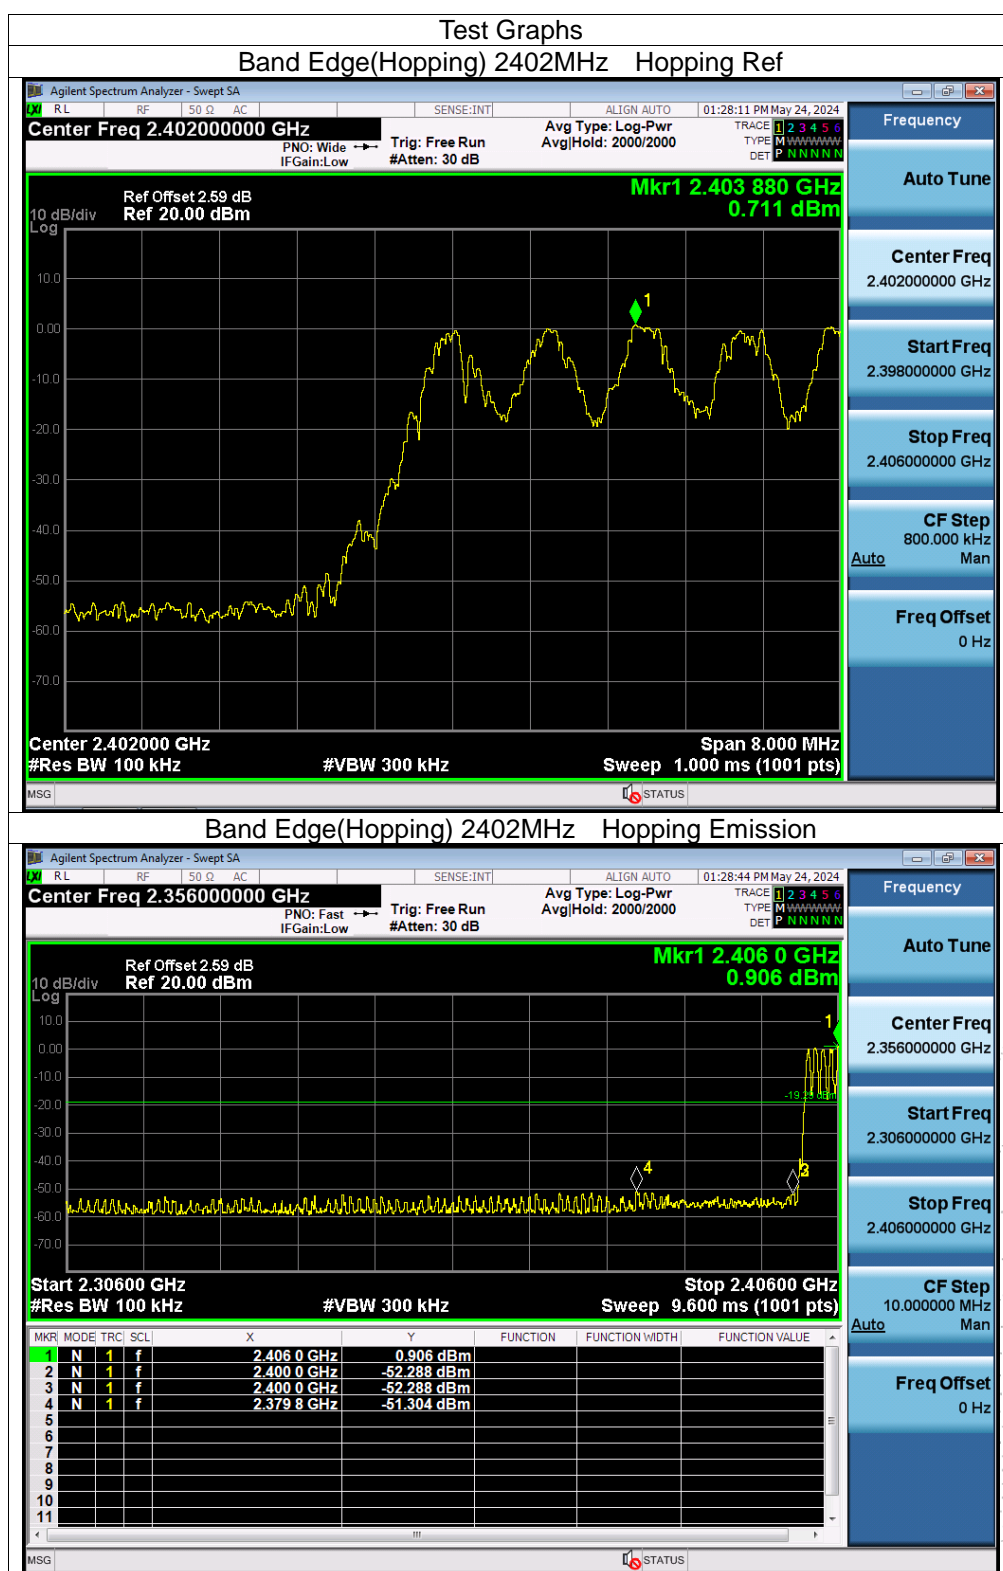 Test Graphs
Band Edge(Hopping) 2402MHz Hopping Ref
Agilent Spectrum Analyzer - Swept SA
LXI RL RF 50 Ω AC SENSE:INT ALIGN AUTO 01:28:11 PM May 24, 2024
Center Freq 2.402000000 GHz
PNO: Wide
IFGain:Low
Trig: Free Run
#Atten: 30 dB
Avg Type: Log-Pwr
Avg|Hold: 2000/2000
TRACE 1 2 3 4 5 6
TYPE M W W W W W
DET P N N N N N
Frequency
Auto Tune
Center Freq
2.402000000 GHz
Start Freq
2.398000000 GHz
Stop Freq
2.406000000 GHz
CF Step
800.000 kHz
Auto Man
Freq Offset
0 Hz
Mkr1 2.403 880 GHz
0.711 dBm
Ref Offset 2.59 dB
10 dB/div Ref 20.00 dBm
Log
1
10.0
0.00
-10.0
-20.0
-30.0
-40.0
-50.0
-60.0
-70.0
Center 2.402000 GHz Span 8.000 MHz
#Res BW 100 kHz #VBW 300 kHz Sweep 1.000 ms (1001 pts)
MSG STATUS
Band Edge(Hopping) 2402MHz Hopping Emission
Agilent Spectrum Analyzer - Swept SA
LXI RL RF 50 Ω AC SENSE:INT ALIGN AUTO 01:28:44 PM May 24, 2024
Center Freq 2.356000000 GHz
PNO: Fast
IFGain:Low
Trig: Free Run
#Atten: 30 dB
Avg Type: Log-Pwr
Avg|Hold: 2000/2000
TRACE 1 2 3 4 5 6
TYPE M W W W W W
DET P N N N N N
Frequency
Auto Tune
Center Freq
2.356000000 GHz
Start Freq
2.306000000 GHz
Stop Freq
2.406000000 GHz
CF Step
10.000000 MHz
Auto Man
Freq Offset
0 Hz
Mkr1 2.406 0 GHz
0.906 dBm
Ref Offset 2.59 dB
10 dB/div Ref 20.00 dBm
Log
10.0
1
0.00
-10.0
-19.29 dBm
-20.0
-30.0
-40.0
4
3
-50.0
-60.0
-70.0
Start 2.30600 GHz Stop 2.40600 GHz
#Res BW 100 kHz #VBW 300 kHz Sweep 9.600 ms (1001 pts)
MKR MODE TRC SCL X Y FUNCTION FUNCTION WIDTH FUNCTION VALUE
1 N 1 f 2.406 0 GHz 0.906 dBm
2 N 1 f 2.400 0 GHz -52.288 dBm
3 N 1 f 2.400 0 GHz -52.288 dBm
4 N 1 f 2.379 8 GHz -51.304 dBm
5
6
7
8
9
10
11
MSG STATUS